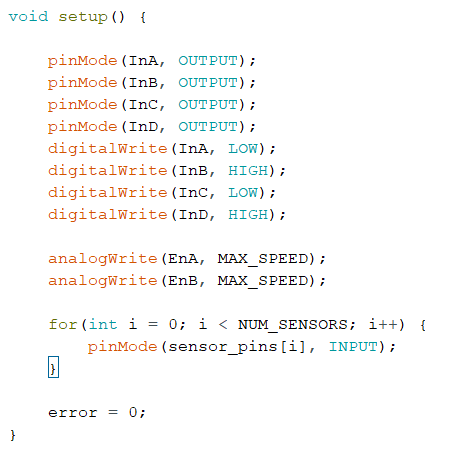 void setup() {
pinMode(InA, OUTPUT);
pinMode(InB, OUTPUT);
pinMode(InC, OUTPUT);
pinMode(InD, OUTPUT);
digitalWrite(InA, LOW);
digitalWrite(InB, HIGH);
digitalWrite(InC, LOW);
digitalWrite(InD, HIGH);
analogWrite(EnA, MAX_SPEED);
analogWrite(EnB, MAX_SPEED);
for(int i = 0; i < NUM_SENSORS; i++) {
pinMode(sensor_pins[i], INPUT);
}
error = 0;
}